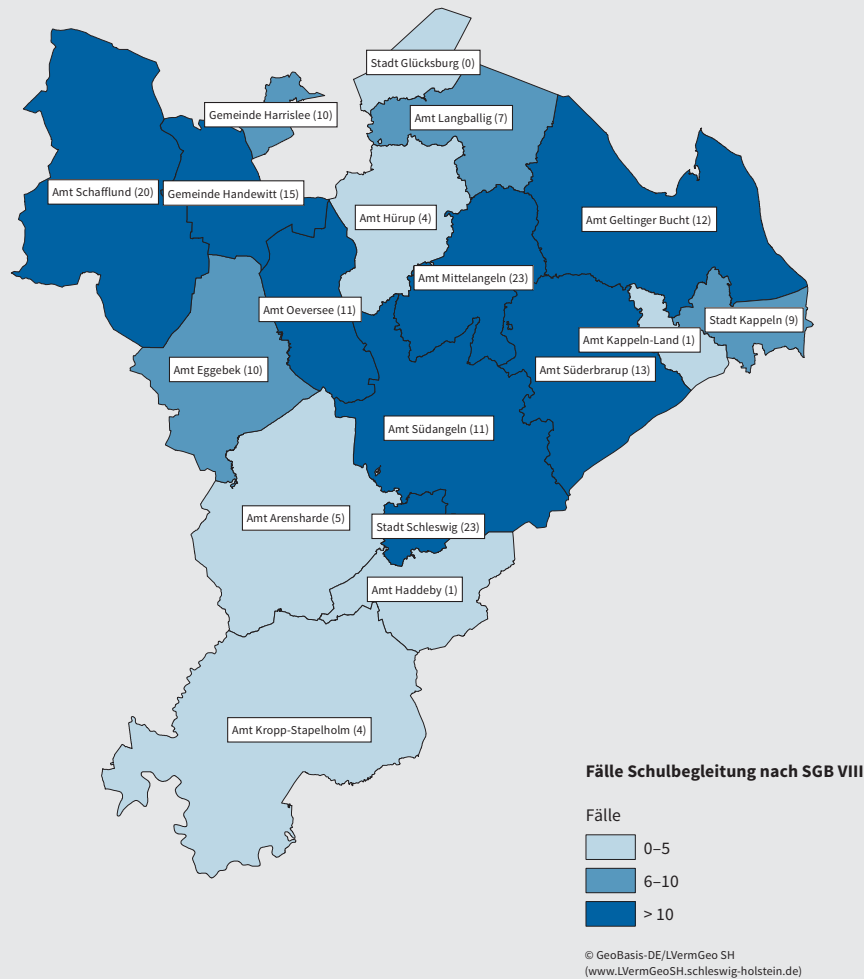 Stadt Glücksburg (0)
Gemeinde Harrislee (10)
Amt Langballig (7)
Amt Schafflund (20)
Gemeinde Handewitt (15)
Amt Hürup (4)
Amt Geltinger Bucht (12)
Amt Mittelangeln (23)
Amt Oeversee (11)
Stadt Kappeln (9)
Amt Kappeln-Land (1)
Amt Eggebek (10)
Amt Süderbrarup (13)
Amt Südangeln (11)
Amt Arensharde (5)
Stadt Schleswig (23)
Amt Haddeby (1)
Amt Kropp-Stapelholm (4)
Fälle Schulbegleitung nach SGB VIII
Fälle
0–5
6–10
> 10
© GeoBasis-DE/LVermGeo SH
(www.LVermGeoSH.schleswig-holstein.de)